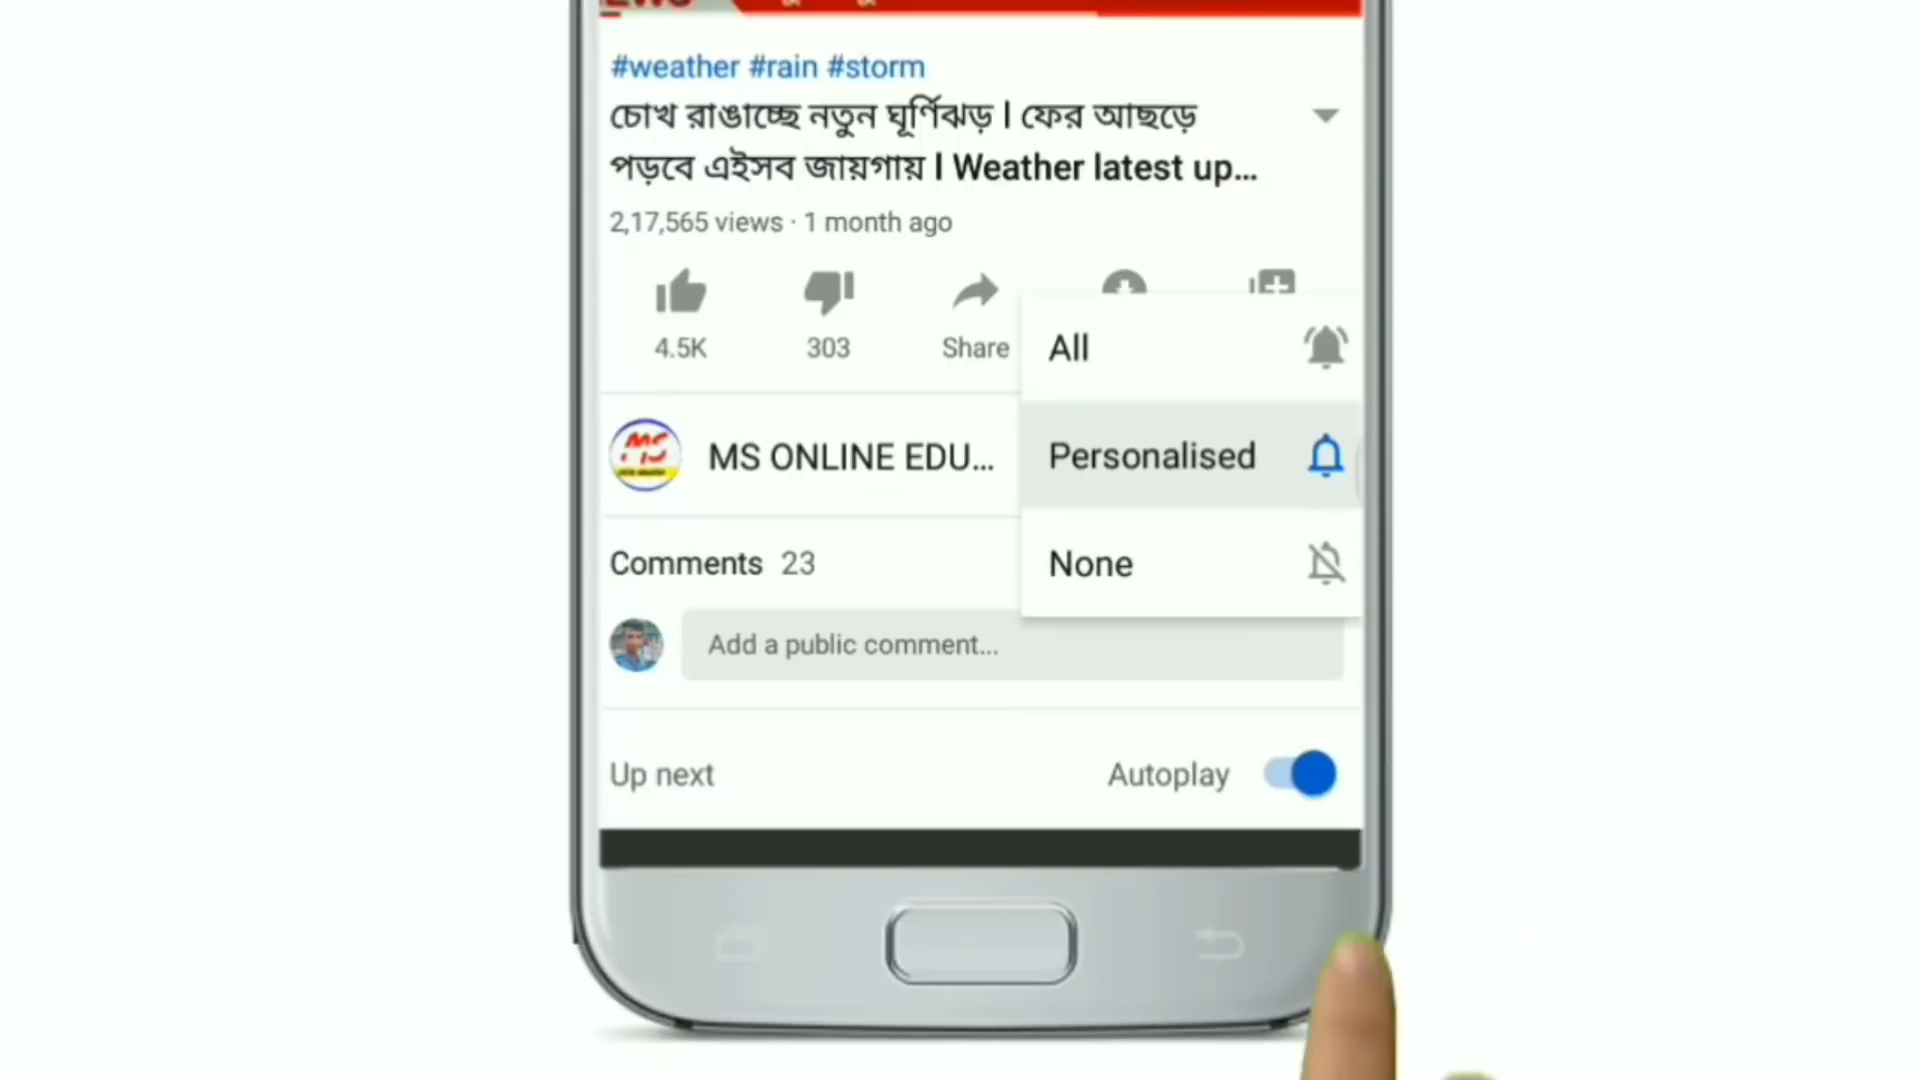 #weather #rain #storm
চোখ রাঙাচ্ছে নতুন ঘূর্ণিঝড় l ফের আছড়ে
পড়বে এইসব জায়গায় l Weather latest up...
2,17,565 views · 1 month ago
4.5K
303
Share
All
MS ONLINE EDU...
Personalised
Comments 23
None
Add a public comment...
Up next
Autoplay